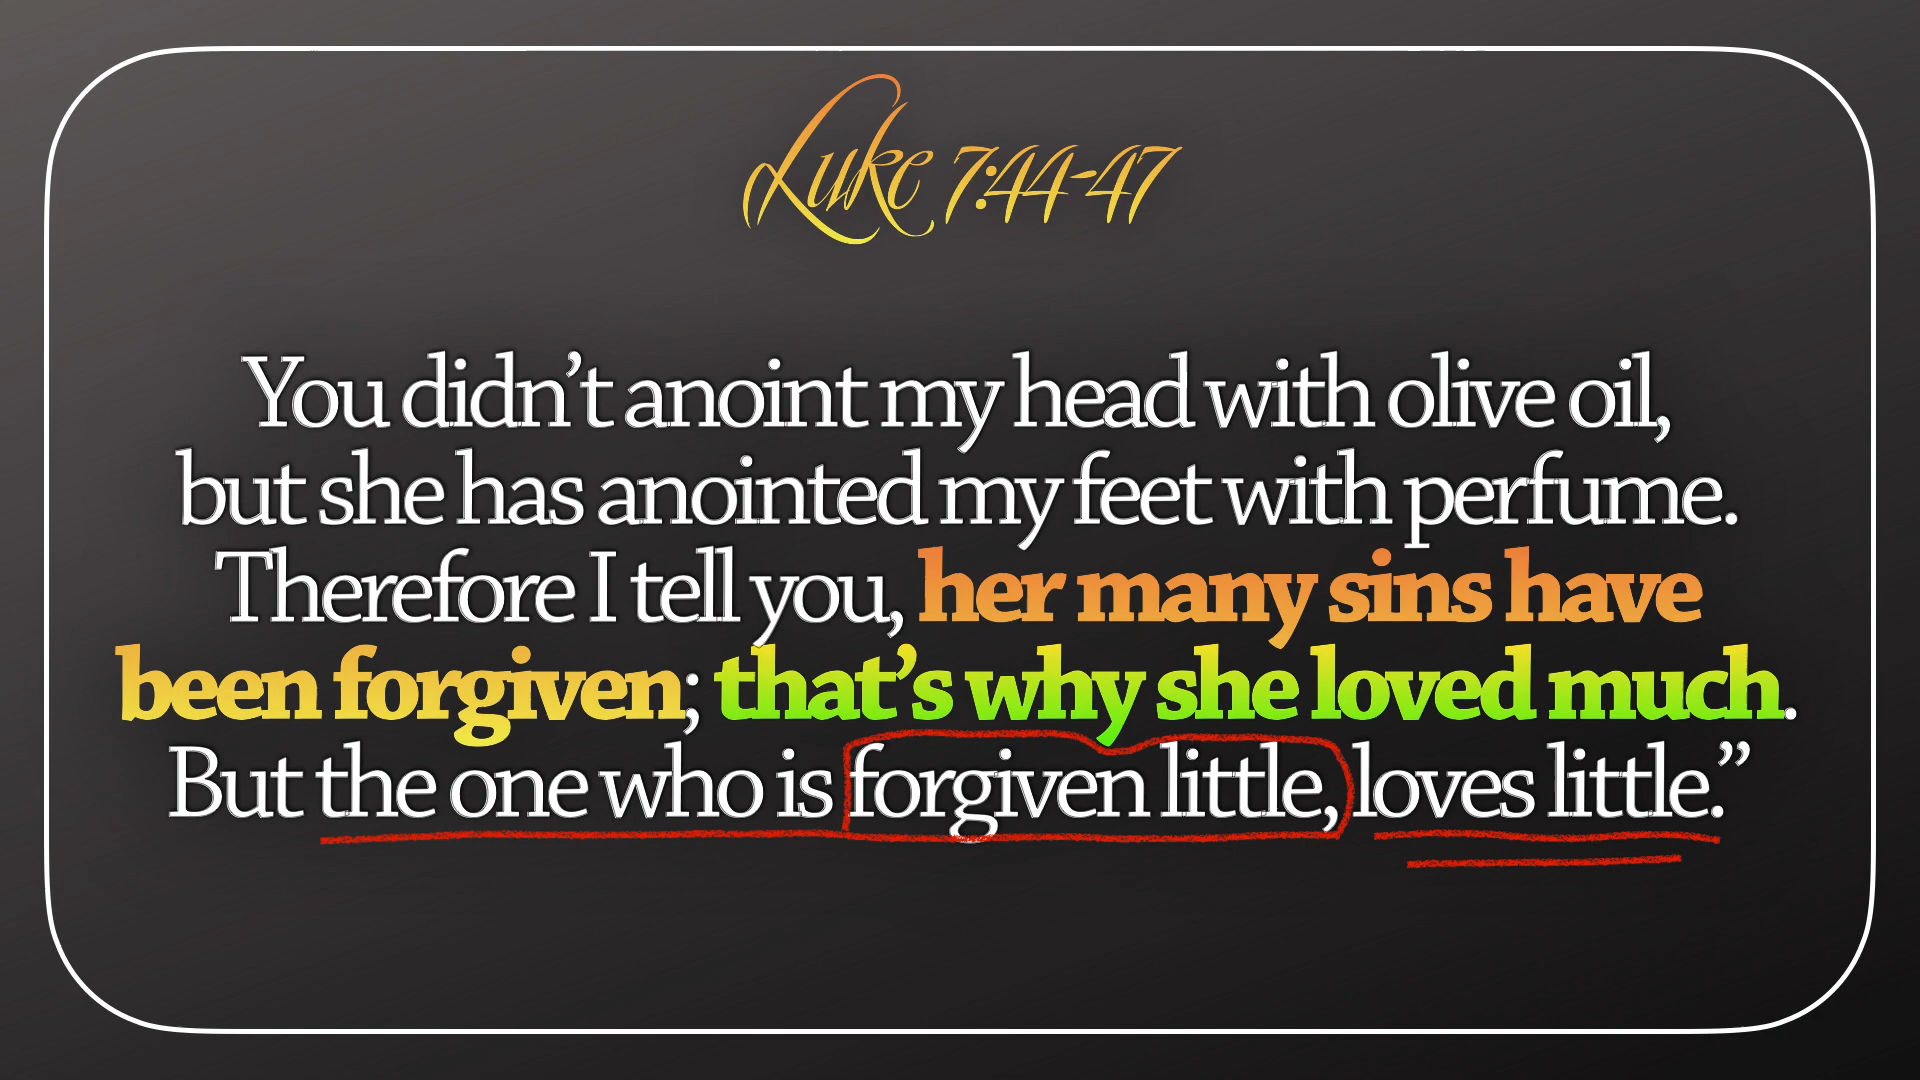 Luke 7:44-47
You didn’t anoint my head with olive oil,
but she has anointed my feet with perfume.
Therefore I tell you, her many sins have
been forgiven; that’s why she loved much.
But the one who is forgiven little, loves little.”